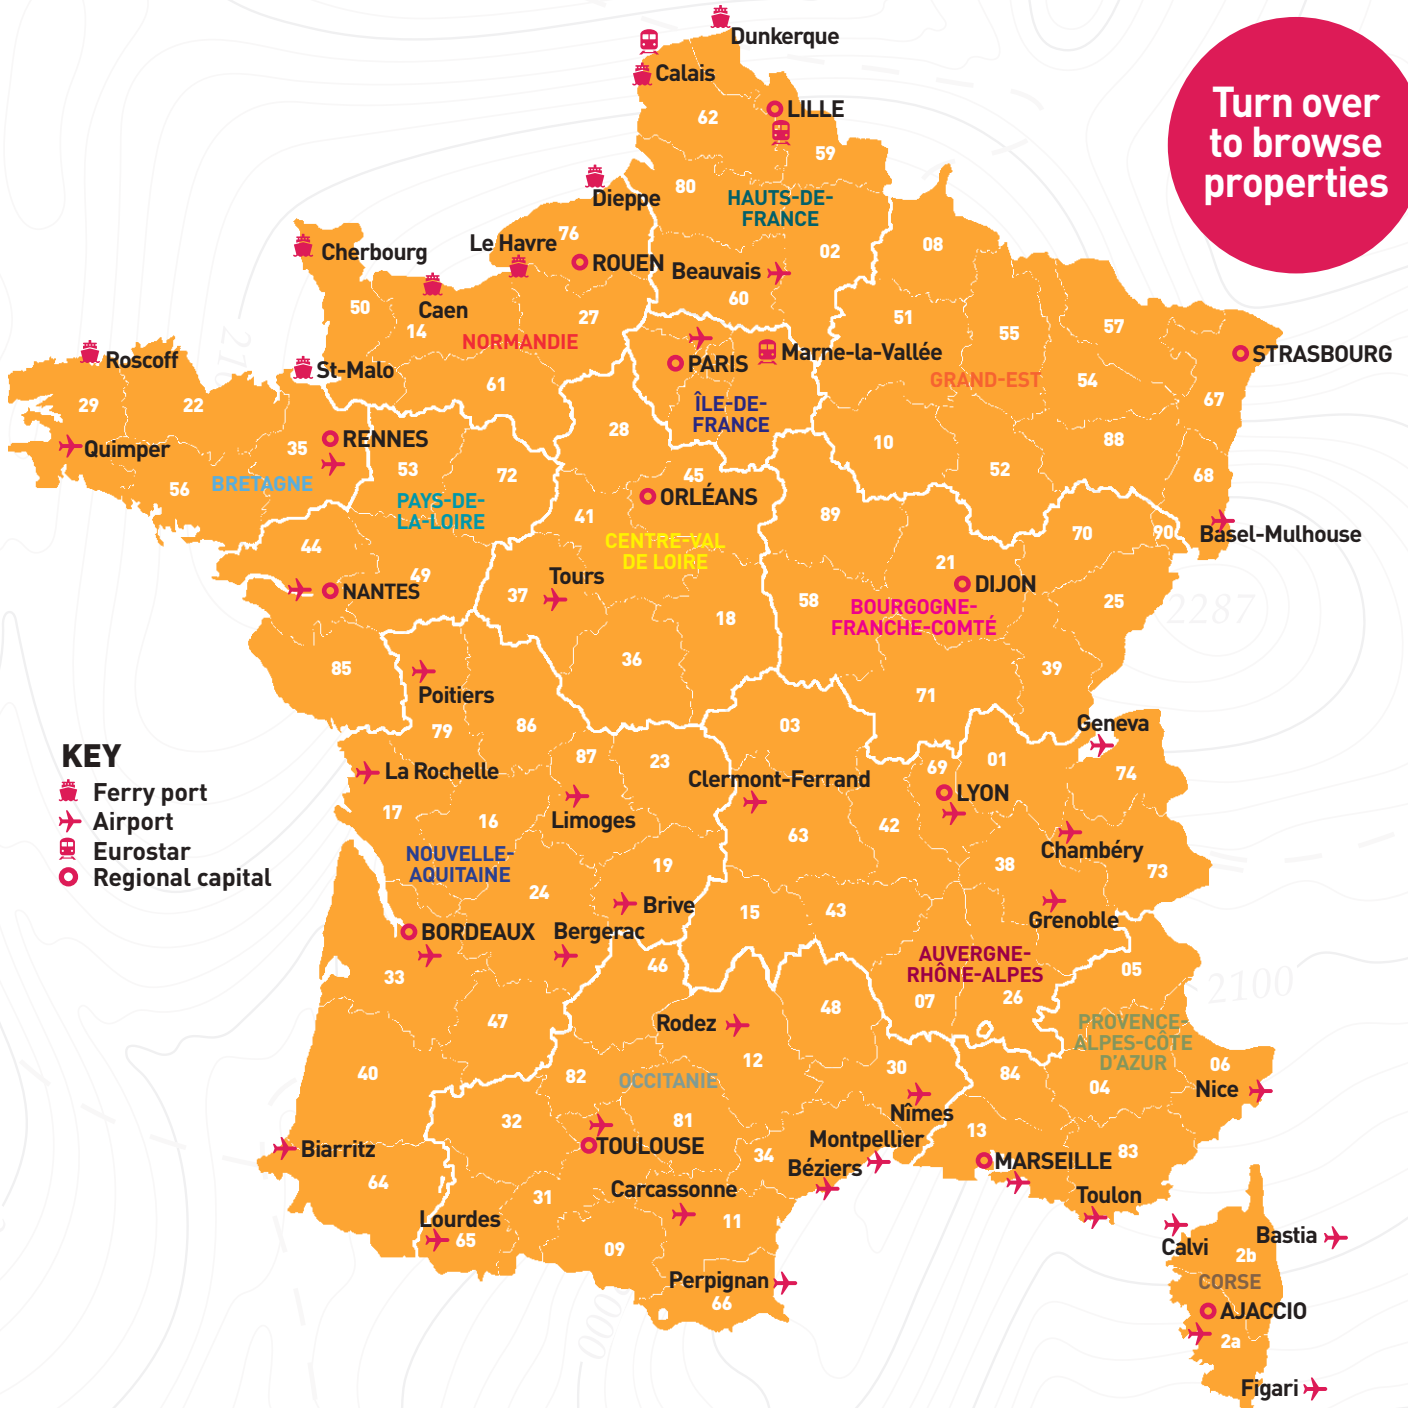 Turn over
to browse
properties
Dunkerque
Calais
62
LILLE
59
80
HAUTS-DE-
FRANCE
Dieppe
76
Le Havre
ROUEN
Cherbourg
Beauvais
02
08
60
50
14
Caen
27
NORMANDIE
51
55
57
Roscoff
St-Malo
61
PARIS
Marne-la-Vallée
STRASBOURG
GRAND-EST
54
67
29
22
ÎLE-DE-
FRANCE
28
10
88
Quimper
35
RENNES
53
72
45
52
68
56
BRETAGNE
PAYS-DE-
LA-LOIRE
ORLÉANS
41
89
CENTRE-VAL
DE LOIRE
70
90
Basel-Mulhouse
44
49
NANTES
37
Tours
21
DIJON
58
BOURGOGNE-
FRANCHE-COMTÉ
25
2287
18
36
85
39
Poitiers
71
79
86
03
Geneva
KEY
Ferry port
Airport
Eurostar
Regional capital
La Rochelle
87
23
Clermont-Ferrand
69
01
74
LYON
17
16
Limoges
63
42
Chambéry
NOUVELLE-
AQUITAINE
19
38
73
24
Brive
15
43
Grenoble
BORDEAUX
Bergerac
33
46
AUVERGNE-
RHÔNE-ALPES
05
2100
47
48
07
26
Rodez
PROVENCE-
ALPES-CÔTE
D'AZUR
12
40
82
OCCITANIE
30
84
04
06
Nice
32
81
Nîmes
13
Biarritz
TOULOUSE
34
Montpellier
Béziers
MARSEILLE
83
64
31
Carcassonne
Toulon
Lourdes
65
11
09
Perpignan
66
Calvi
Bastia
2b
CORSE
AJACCIO
2a
Figari
000